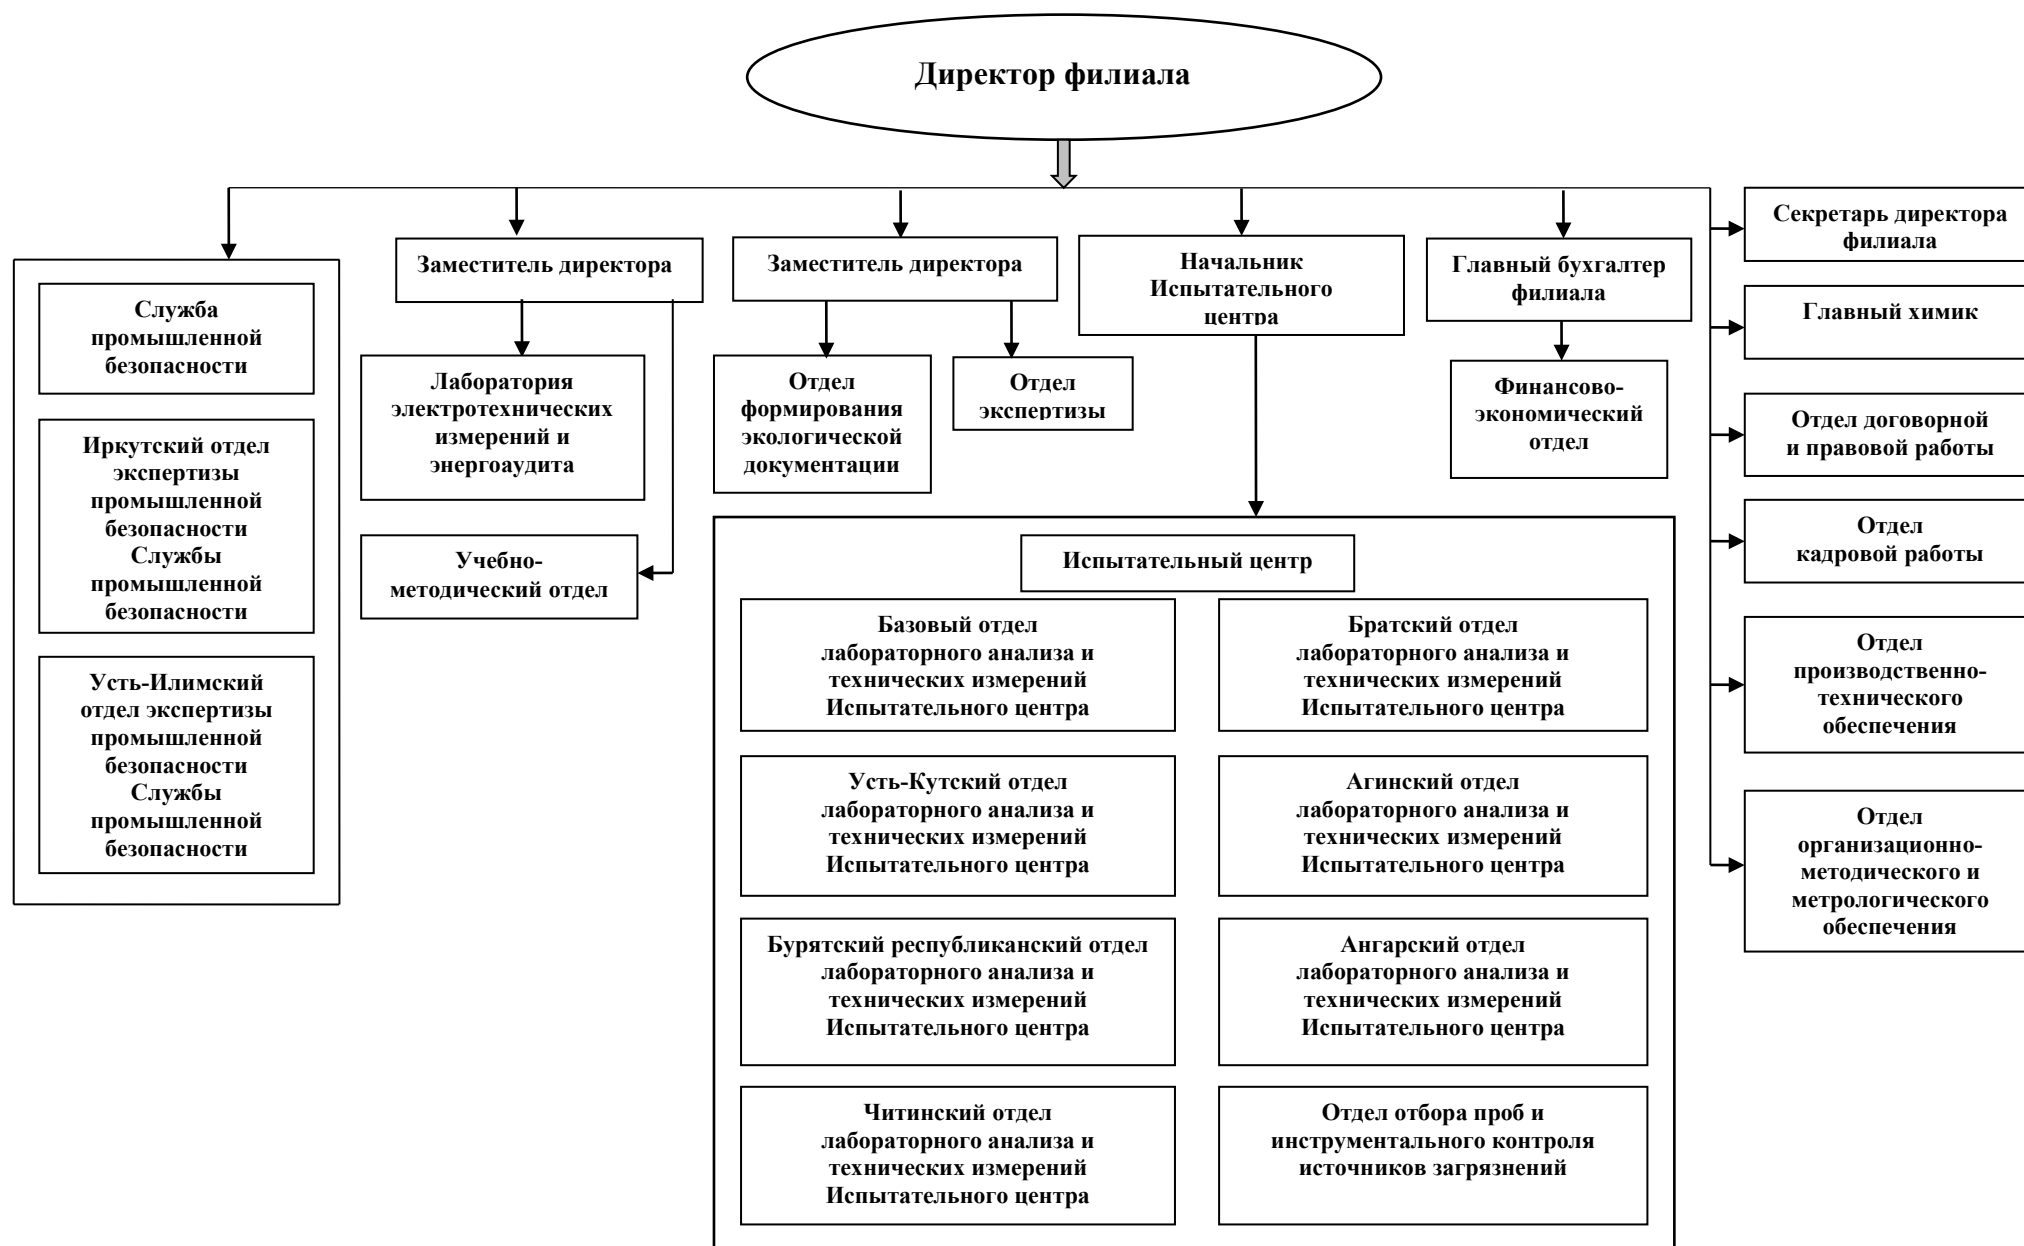 Директор филиала
Секретарь директора
филиала
Заместитель директора
Заместитель директора
Начальник
Испытательного
центра
Главный бухгалтер
филиала
Служба
промышленной
безопасности
Главный химик
Лаборатория
электротехнических
измерений и
энергоаудита
Отдел
формирования
экологической
документации
Отдел
экспертизы
Финансово-
экономический
отдел
Отдел договорной
и правовой работы
Иркутский отдел
экспертизы
промышленной
безопасности
Службы
промышленной
безопасности
Учебно-
методический отдел
Испытательный центр
Отдел
кадровой работы
Базовый отдел
лабораторного анализа и
технических измерений
Испытательного центра
Братский отдел
лабораторного анализа и
технических измерений
Испытательного центра
Отдел
производственно-
технического
обеспечения
Усть-Илимский
отдел экспертизы
промышленной
безопасности
Службы
промышленной
безопасности
Усть-Кутский отдел
лабораторного анализа и
технических измерений
Испытательного центра
Агинский отдел
лабораторного анализа и
технических измерений
Испытательного центра
Отдел
организационно-
методического и
метрологического
обеспечения
Бурятский республиканский отдел
лабораторного анализа и
технических измерений
Испытательного центра
Ангарский отдел
лабораторного анализа и
технических измерений
Испытательного центра
Читинский отдел
лабораторного анализа и
технических измерений
Испытательного центра
Отдел отбора проб и
инструментального контроля
источников загрязнений